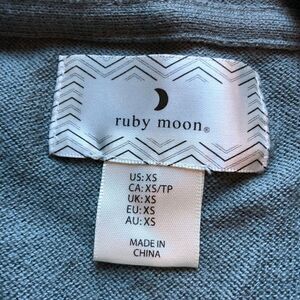 ruby moon®
US: XS
CA: XS/TP
UK: XS
EU: XS
AU: XS
MADE IN
CHINA